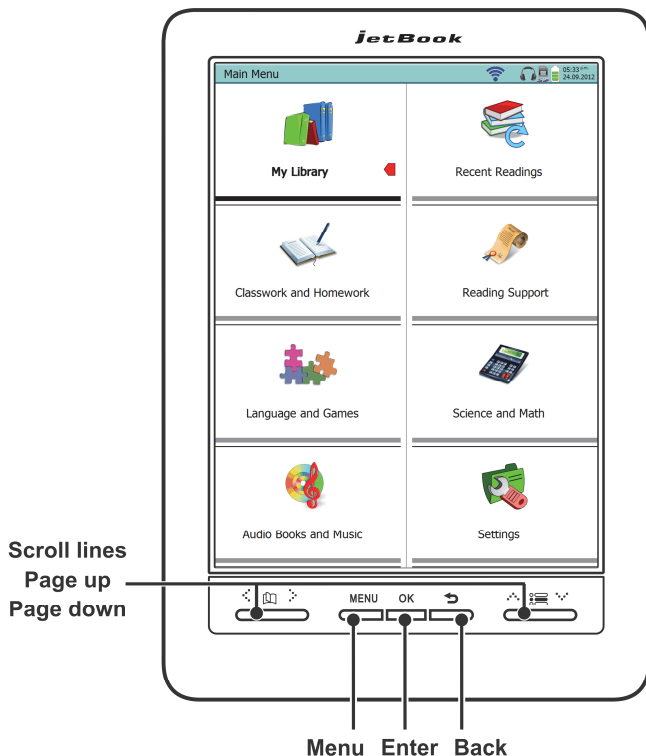 jetBook
Main Menu
05:33 PM
24.09.2012
My Library
Recent Readings
Classwork and Homework
Reading Support
Language and Games
Science and Math
Audio Books and Music
Settings
Scroll lines
Page up
Page down
MENU OK
Menu Enter Back